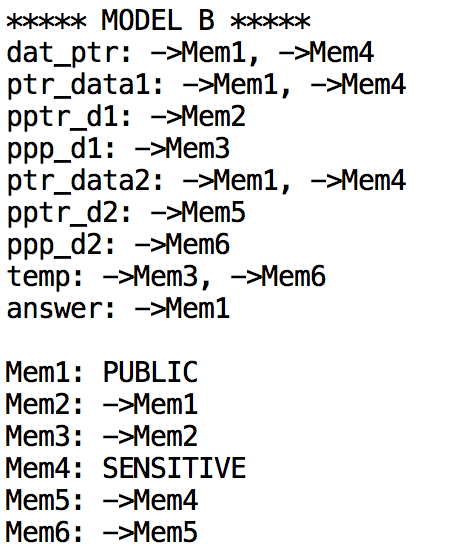 ***** MODEL B *****
dat_ptr: ->Mem1, ->Mem4
ptr_data1: ->Mem1, ->Mem4
pptr_d1: ->Mem2
ppp_d1: ->Mem3
ptr_data2: ->Mem1, ->Mem4
pptr_d2: ->Mem5
ppp_d2: ->Mem6
temp: ->Mem3, ->Mem6
answer: ->Mem1

Mem1: PUBLIC
Mem2: ->Mem1
Mem3: ->Mem2
Mem4: SENSITIVE
Mem5: ->Mem4
Mem6: ->Mem5